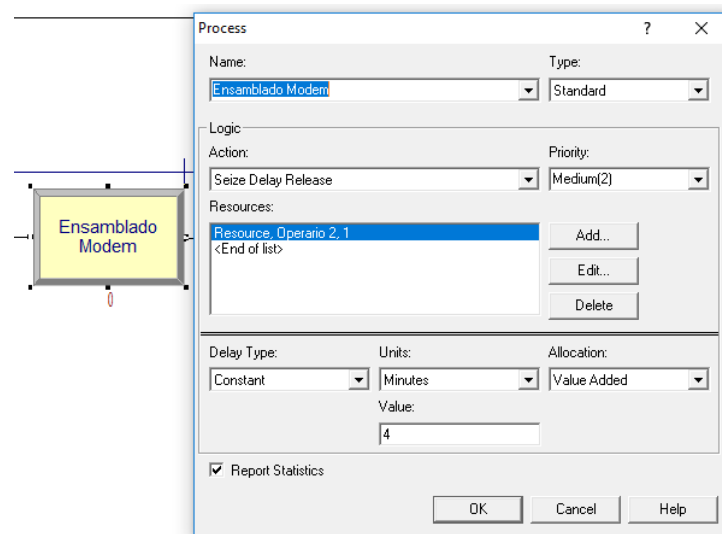 Process ? ×
Name: Type:
Ensamblado Modem Standard
Logic
Action: Priority:
Seize Delay Release Medium(2)
Resources:
Resource, Operario 2, 1
<End of list>
Add...
Edit...
Delete
Ensamblado
Modem
0
Delay Type: Units: Allocation:
Constant Minutes Value Added
Value:
4
Report Statistics
OK Cancel Help